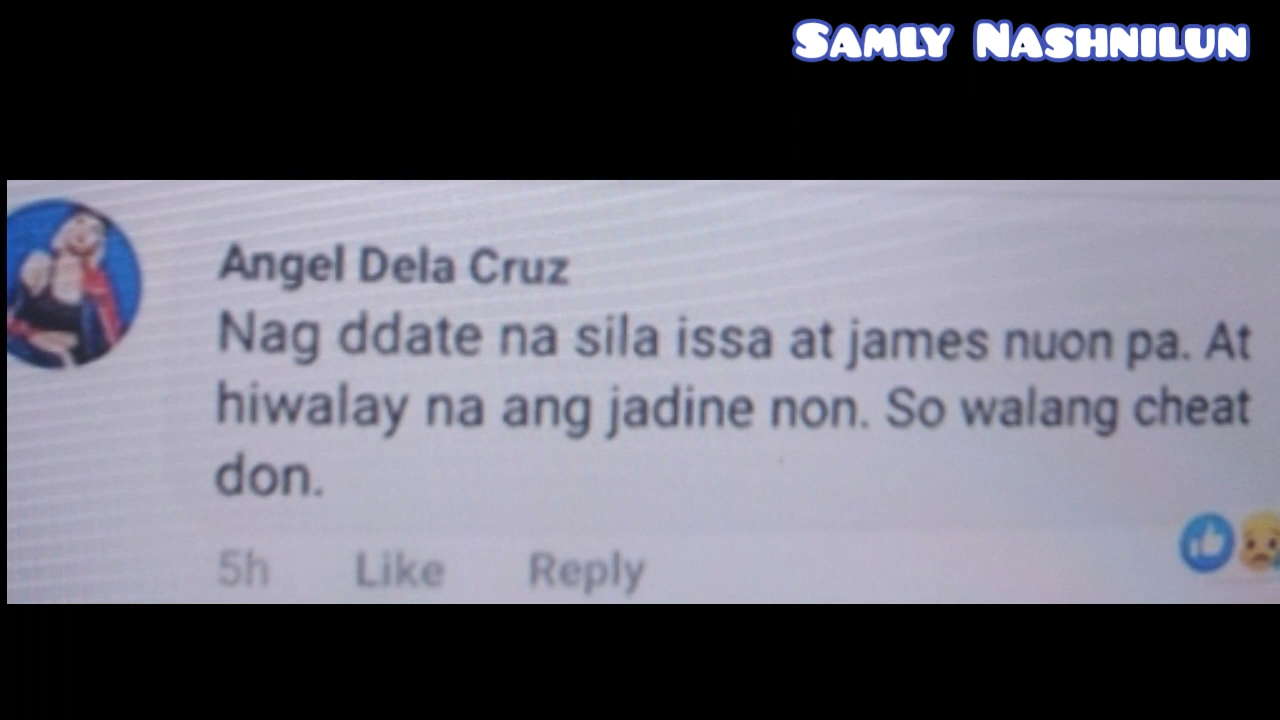 SAMLY NASHNILUN
Angel Dela Cruz
Nag ddate na sila issa at james nuon pa. At
hiwalay na ang jadine non. So walang cheat
don.
5h Like Reply